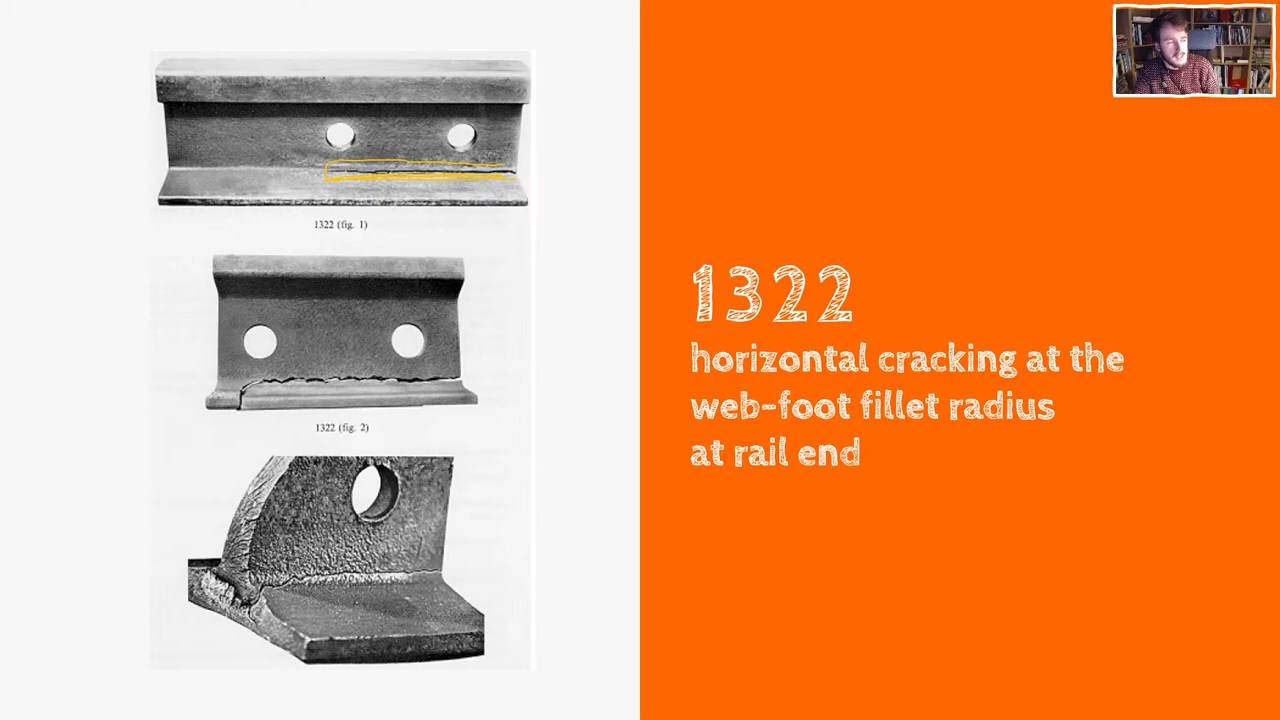 1322 (fig. 1)
1322 (fig. 2)
1322
horizontal cracking at the
web-foot fillet radius
at rail end